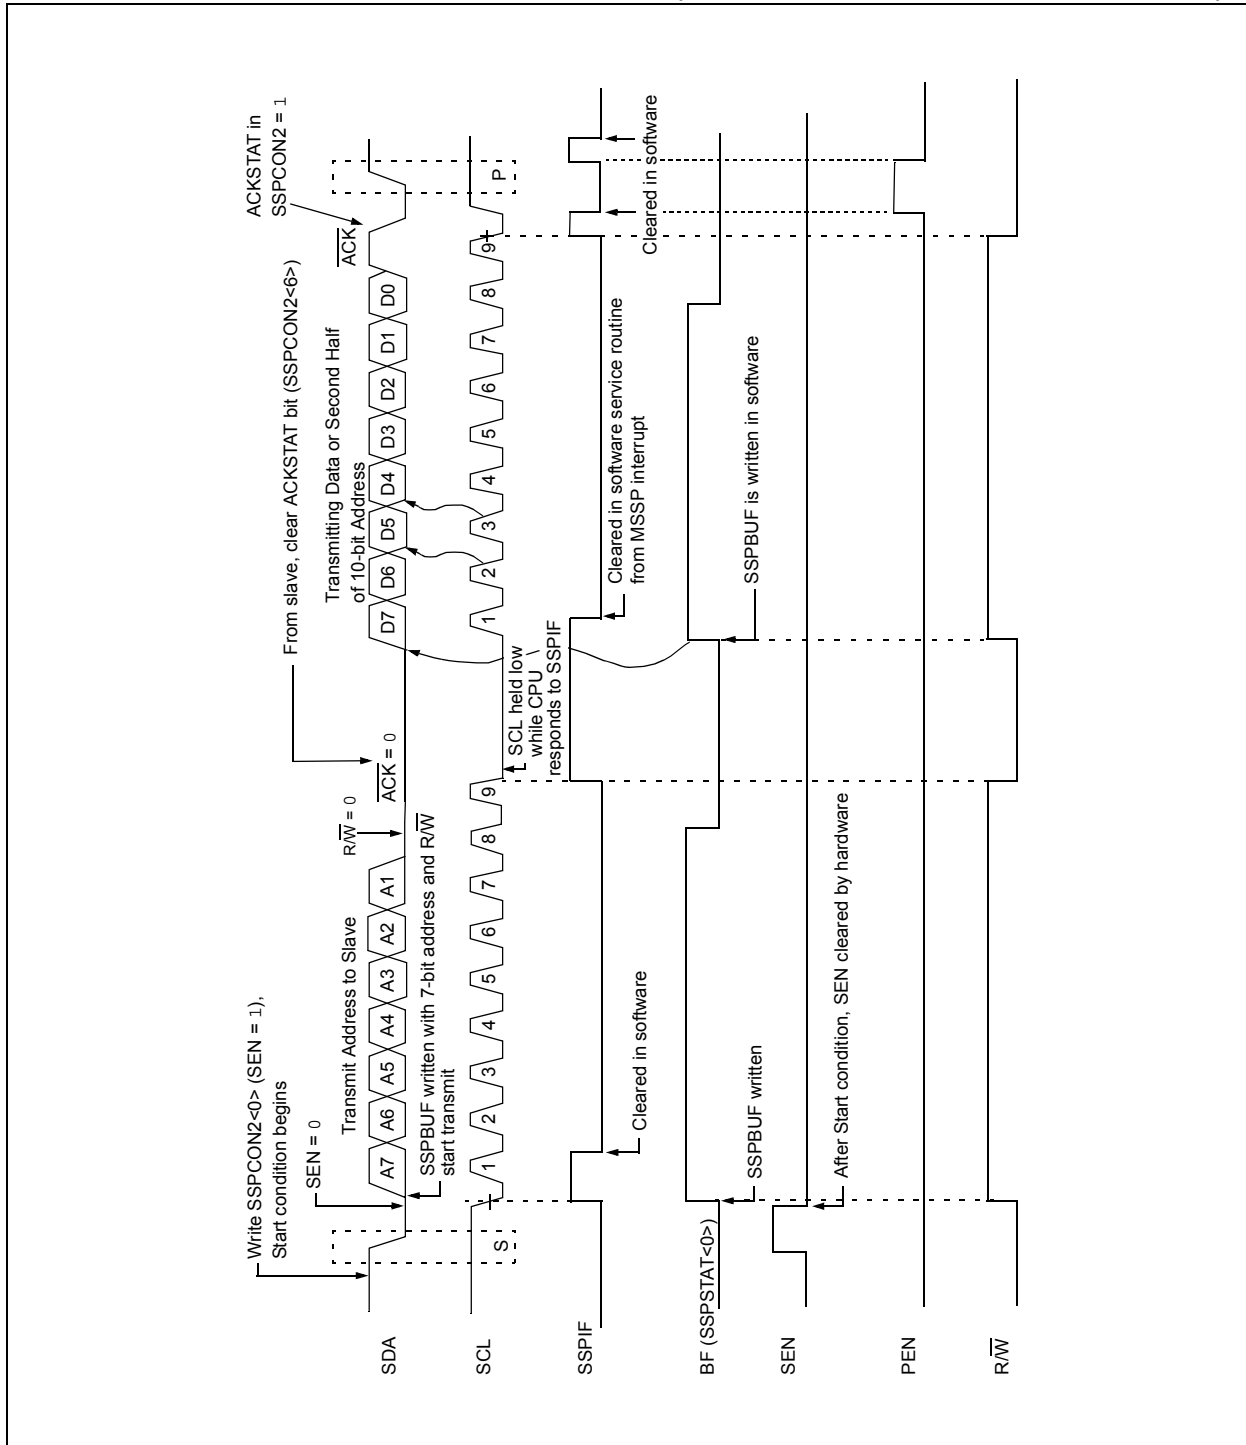 Write SSPCON2<0> (SEN = 1),
Start condition begins
SEN = 0
Transmit Address to Slave
R/W̅ = 0
From slave, clear ACKSTAT bit (SSPCON2<6>)
A̅C̅K̅ = 0
Transmitting Data or Second Half
of 10-bit Address
ACKSTAT in
SSPCON2 = 1
A̅C̅K̅
SDA
A7 A6 A5 A4 A3 A2 A1
D7 D6 D5 D4 D3 D2 D1 D0
SSPBUF written with 7-bit address and R/W̅
start transmit
SCL
S
1 2 3 4 5 6 7 8 9
1 2 3 4 5 6 7 8 9
P
SCL held low
while CPU
responds to SSPIF
SSPIF
Cleared in software
Cleared in software service routine
from MSSP interrupt
Cleared in software
Cleared in software
BF (SSPSTAT<0>)
SSPBUF written
SSPBUF is written in software
SEN
After Start condition, SEN cleared by hardware
PEN
R/W̅